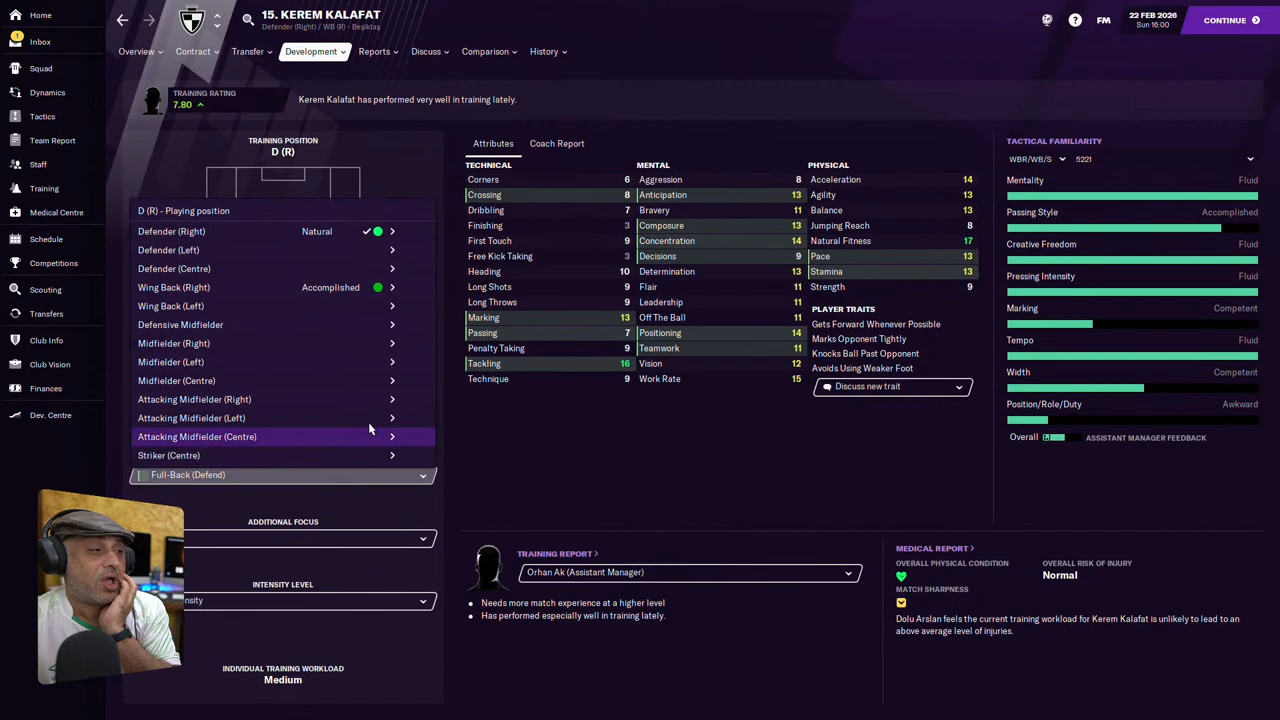 Home
Inbox
Squad
Dynamics
Tactics
Team Report
Staff
Training
Medical Centre
Schedule
Competitions
Scouting
Transfers
Club Info
Club Vision
Finances
Dev. Centre
15. KEREM KALAFAT
Defender (Right) / WB (R) - Beşiktaş
FM
22 FEB 2026
Sun 16:00
CONTINUE
Overview
Contract
Transfer
Development
Reports
Discuss
Comparison
History
TRAINING RATING
7.80
Kerem Kalafat has performed very well in training lately.
TRAINING POSITION
D (R)
D (R) - Playing position
Defender (Right) Natural
Defender (Left)
Defender (Centre)
Wing Back (Right) Accomplished
Wing Back (Left)
Defensive Midfielder
Midfielder (Right)
Midfielder (Left)
Midfielder (Centre)
Attacking Midfielder (Right)
Attacking Midfielder (Left)
Attacking Midfielder (Centre)
Striker (Centre)
Full-Back (Defend)
ADDITIONAL FOCUS
INTENSITY LEVEL
nsity
INDIVIDUAL TRAINING WORKLOAD
Medium
Attributes
Coach Report
TECHNICAL
Corners 6
Crossing 8
Dribbling 7
Finishing 3
First Touch 9
Free Kick Taking 3
Heading 10
Long Shots 9
Long Throws 9
Marking 13
Passing 7
Penalty Taking 9
Tackling 16
Technique 9
MENTAL
Aggression 8
Anticipation 13
Bravery 11
Composure 13
Concentration 14
Decisions 9
Determination 13
Flair 11
Leadership 11
Off The Ball 11
Positioning 14
Teamwork 11
Vision 12
Work Rate 15
PHYSICAL
Acceleration 14
Agility 13
Balance 13
Jumping Reach 8
Natural Fitness 17
Pace 13
Stamina 13
Strength 9
PLAYER TRAITS
Gets Forward Whenever Possible
Marks Opponent Tightly
Knocks Ball Past Opponent
Avoids Using Weaker Foot
Discuss new trait
TACTICAL FAMILIARITY
WBR/WB/S
5221
Mentality Fluid
Passing Style Accomplished
Creative Freedom Fluid
Pressing Intensity Fluid
Marking Competent
Tempo Fluid
Width Competent
Position/Role/Duty Awkward
Overall
ASSISTANT MANAGER FEEDBACK
TRAINING REPORT
Orhan Ak (Assistant Manager)
Needs more match experience at a higher level
Has performed especially well in training lately.
MEDICAL REPORT
OVERALL PHYSICAL CONDITION
OVERALL RISK OF INJURY
Normal
MATCH SHARPNESS
Dolu Arslan feels the current training workload for Kerem Kalafat is unlikely to lead to an above average level of injuries.